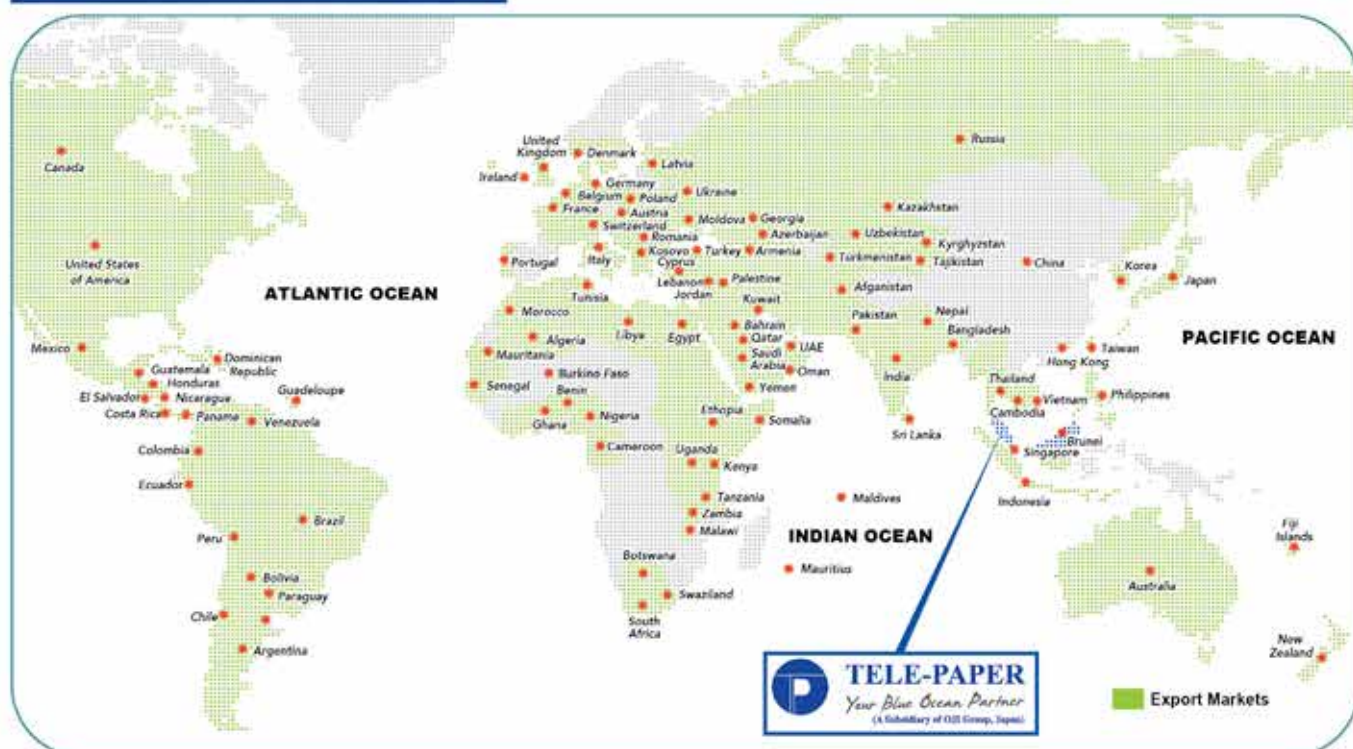 Canada
United States
of America
Mexico
Guatemala
Honduras
El Salvador
Nicarague
Costa Rica
Paname
Dominican
Republic
Guadeloupe
Venezuela
Colombia
Ecuador
Peru
Brazil
Bolivia
Paraguay
Chile
Argentina
ATLANTIC OCEAN
United
Kingdom
Ireland
Denmark
Latvia
Germany
Belgium
Poland
Ukraine
France
Austria
Switzerland
Moldova
Georgia
Romania
Azerbaijan
Portugal
Italy
Kosovo
Turkey
Armenia
Cyprus
Lebanon
Palestine
Jordan
Tunisia
Kuwait
Morocco
Algeria
Libya
Egypt
Bahrain
Qatar
UAE
Saudi
Arabia
Oman
Yemen
Mauritania
Senegal
Burkino Faso
Benin
Ghana
Nigeria
Cameroon
Ethopia
Somalia
Uganda
Kenya
Tanzania
Zambia
Malawi
Botswana
Swaziland
South
Africa
Russia
Kazakhstan
Uzbekistan
Kyrghyzstan
Turkmenistan
Tajikistan
Afganistan
China
Korea
Japan
Pakistan
Nepal
Bangladesh
India
Sri Lanka
Hong Kong
Taiwan
Thailand
Cambodia
Vietnam
Philippines
Brunei
Singapore
Indonesia
Maldives
INDIAN OCEAN
Mauritius
PACIFIC OCEAN
Fiji
Islands
Australia
New
Zealand
P
TELE-PAPER
Your Blue Ocean Partner
(A Subsidiary of OJI Group, Japan)
Export Markets